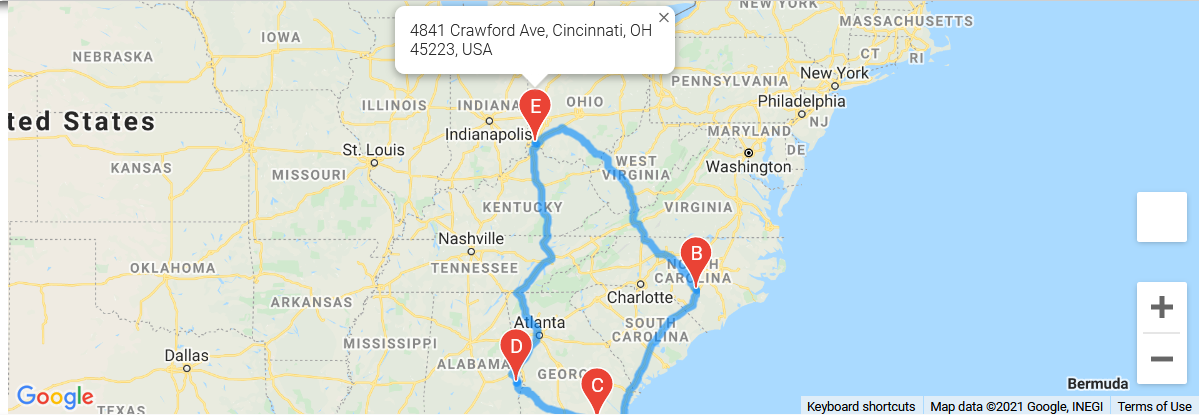 4841 Crawford Ave, Cincinnati, OH
45223, USA
NEW YORK
MASSACHUSETTS
CT
RI
IOWA
NEBRASKA
PENNSYLVANIA
New York
Philadelphia
NJ
ILLINOIS
INDIANA
E
OHIO
ted States
Indianapolis
MARYLAND
DE
St. Louis
WEST
VIRGINIA
Washington
KANSAS
MISSOURI
KENTUCKY
VIRGINIA
Nashville
B
NORTH
CAROLINA
OKLAHOMA
TENNESSEE
Charlotte
ARKANSAS
Atlanta
SOUTH
CAROLINA
MISSISSIPPI
D
Dallas
ALABAMA
GEORG
C
Bermuda
Google
TEXAS
Keyboard shortcuts
Map data ©2021 Google, INEGI
Terms of Use